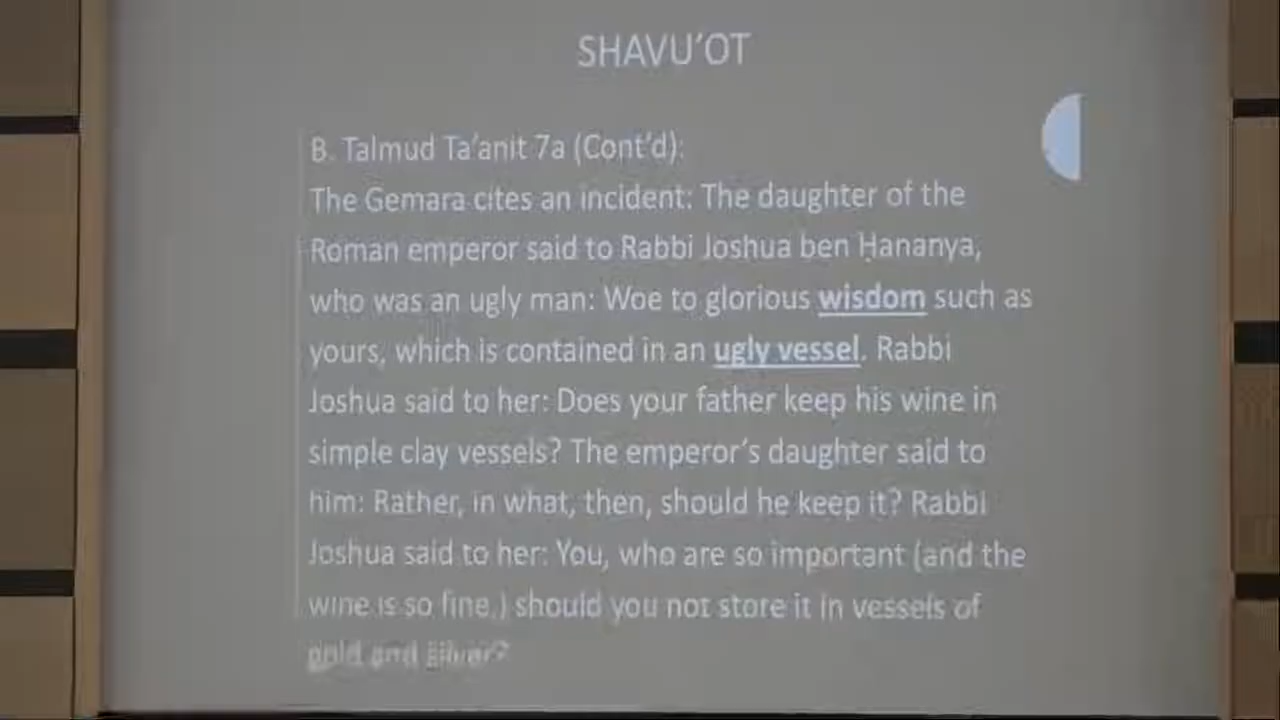 SHAVU'OT
B. Talmud Ta'anit 7a (Cont'd):
The Gemara cites an incident: The daughter of the
Roman emperor said to Rabbi Joshua ben Ḥananya,
who was an ugly man: Woe to glorious wisdom such as
yours, which is contained in an ugly vessel. Rabbi
Joshua said to her: Does your father keep his wine in
simple clay vessels? The emperor's daughter said to
him: Rather, in what, then, should he keep it? Rabbi
Joshua said to her: You, who are so important (and the
wine is so fine,) should you not store it in vessels of
gold and silver?